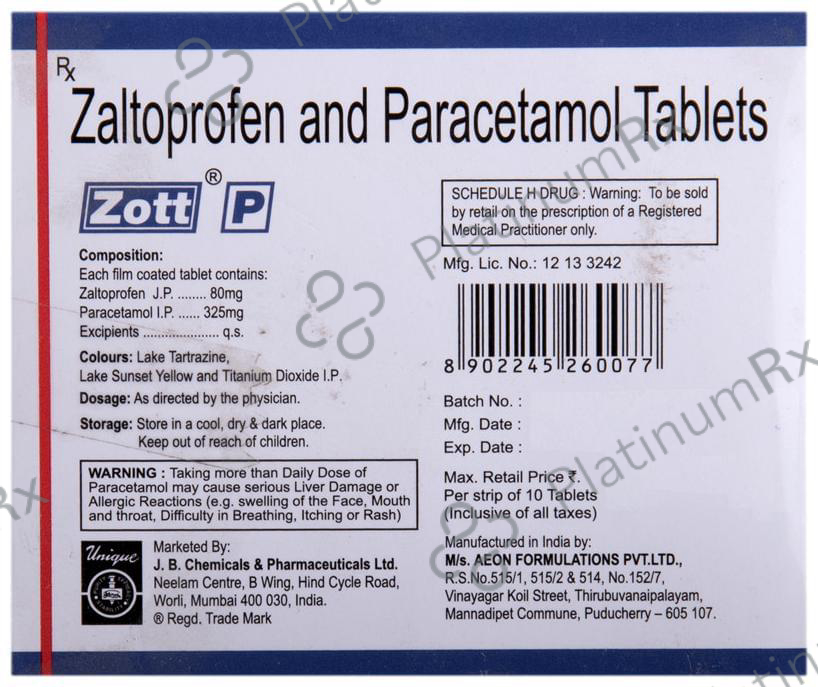 Rx
Zaltoprofen and Paracetamol Tablets
Zott® P
Composition:
Each film coated tablet contains:
Zaltoprofen J.P. ........ 80mg
Paracetamol I.P. ...... 325mg
Excipients ..................... q.s.
Colours: Lake Tartrazine,
Lake Sunset Yellow and Titanium Dioxide I.P.
Dosage: As directed by the physician.
Storage: Store in a cool, dry & dark place.
Keep out of reach of children.
WARNING : Taking more than Daily Dose of
Paracetamol may cause serious Liver Damage or
Allergic Reactions (e.g. swelling of the Face, Mouth
and throat, Difficulty in Breathing, Itching or Rash)
Unique
Marketed By:
J. B. Chemicals & Pharmaceuticals Ltd.
Neelam Centre, B Wing, Hind Cycle Road,
Worli, Mumbai 400 030, India.
® Regd. Trade Mark
SCHEDULE H DRUG : Warning: To be sold
by retail on the prescription of a Registered
Medical Practitioner only.
Mfg. Lic. No.: 12 13 3242
8 902245 260077
Batch No. :
Mfg. Date :
Exp. Date :
Max. Retail Price ₹.
Per strip of 10 Tablets
(Inclusive of all taxes)
Manufactured in India by:
M/s. AEON FORMULATIONS PVT.LTD.,
R.S.No.515/1, 515/2 & 514, No.152/7,
Vinayagar Koil Street, Thirubuvanaipalayam,
Mannadipet Commune, Puducherry – 605 107.
PlatinumRx
PlatinumRx
PlatinumRx